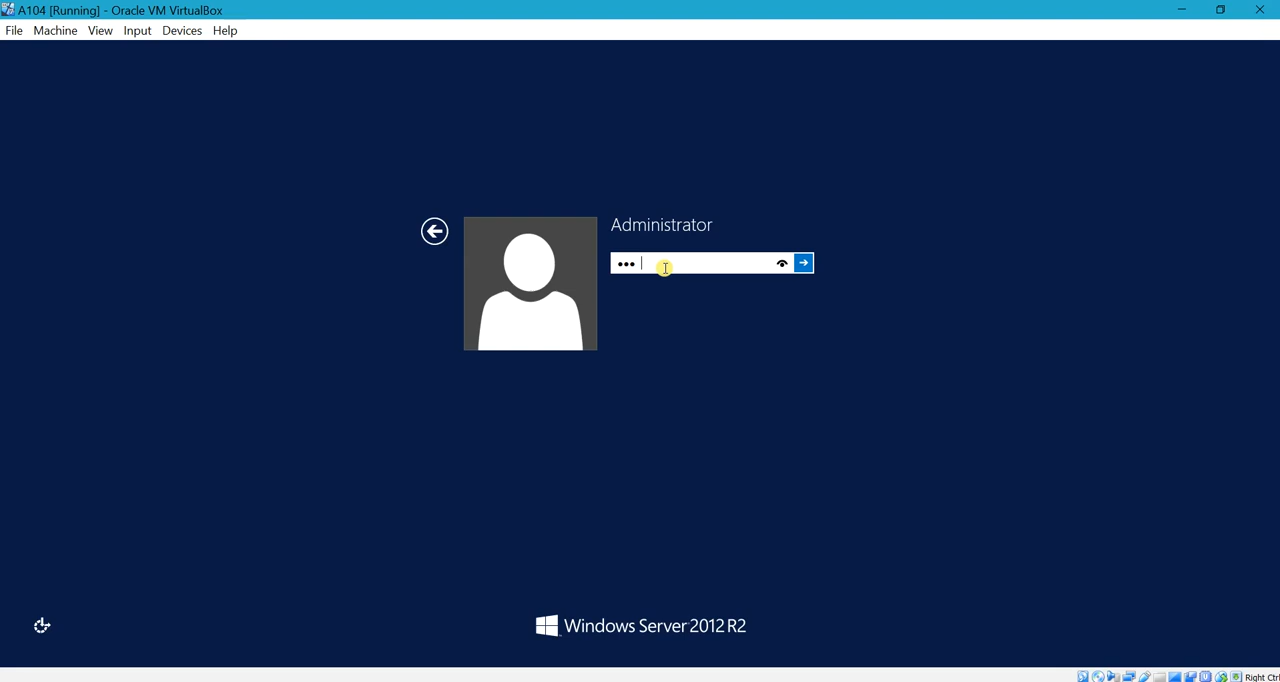 A104 [Running] - Oracle VM VirtualBox
File Machine View Input Devices Help
Administrator
Windows Server 2012 R2
Right Ctrl